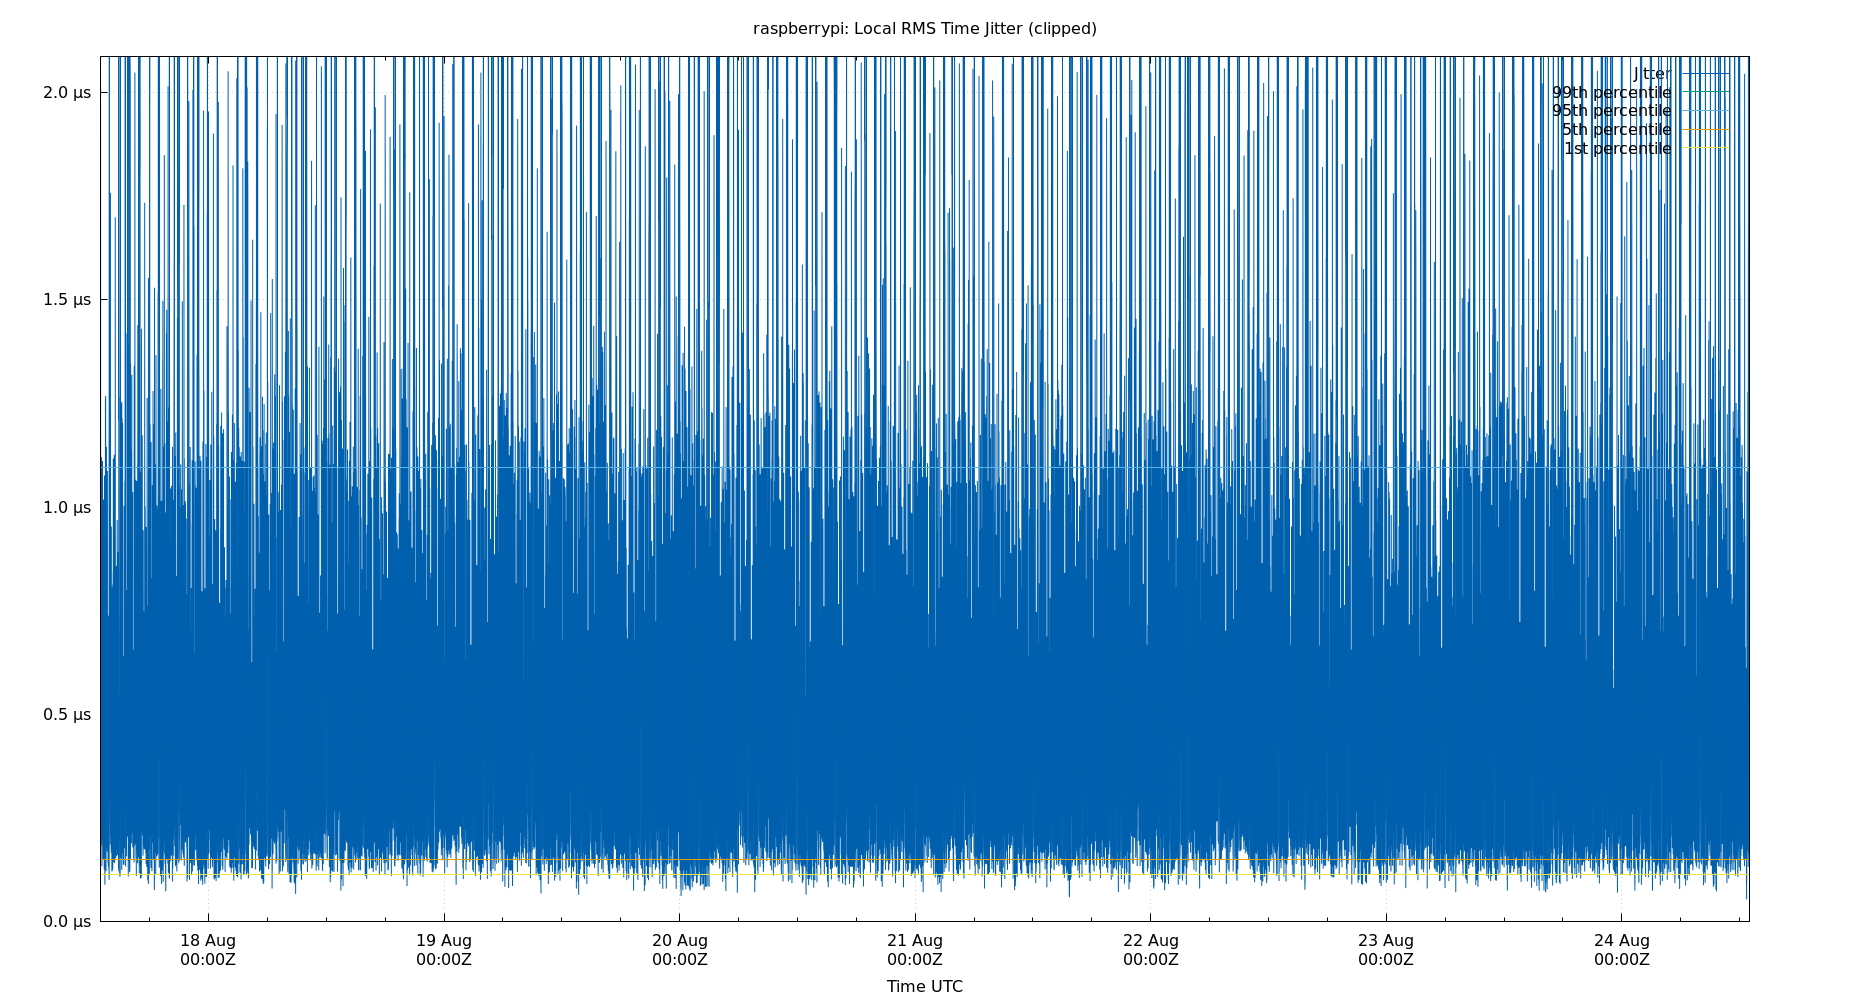 raspberrypi: Local RMS Time Jitter (clipped)
Jitter
99th percentile
95th percentile
5th percentile
1st percentile
2.0 µs
1.5 µs
1.0 µs
0.5 µs
0.0 µs
18 Aug 19 Aug 20 Aug 21 Aug 22 Aug 23 Aug 24 Aug
00:00Z 00:00Z 00:00Z 00:00Z 00:00Z 00:00Z 00:00Z
Time UTC